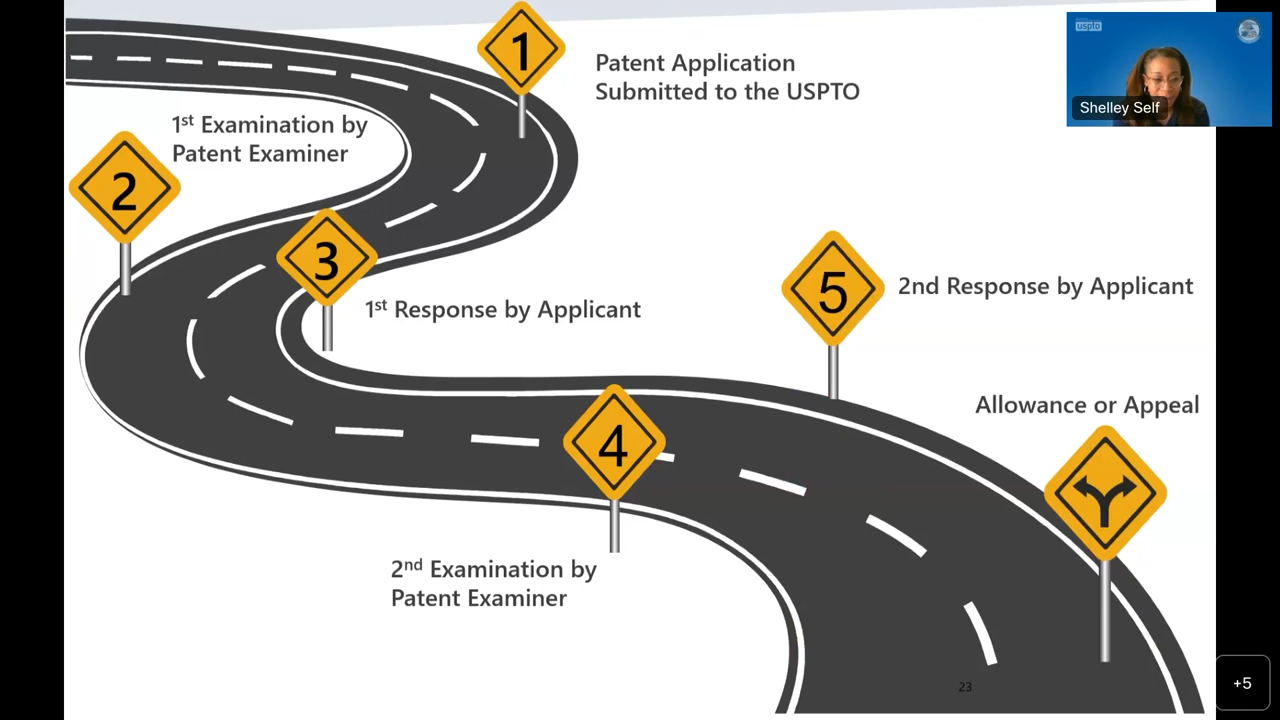 1
Patent Application
Submitted to the USPTO
uspto
Shelley Self
1st Examination by
Patent Examiner
2
3
1st Response by Applicant
5
2nd Response by Applicant
Allowance or Appeal
4
2nd Examination by
Patent Examiner
23
+5